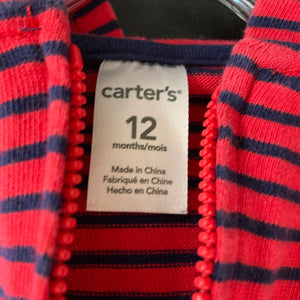 carter's®
12
months/mois
Made in China
Fabriqué en Chine
Hecho en China